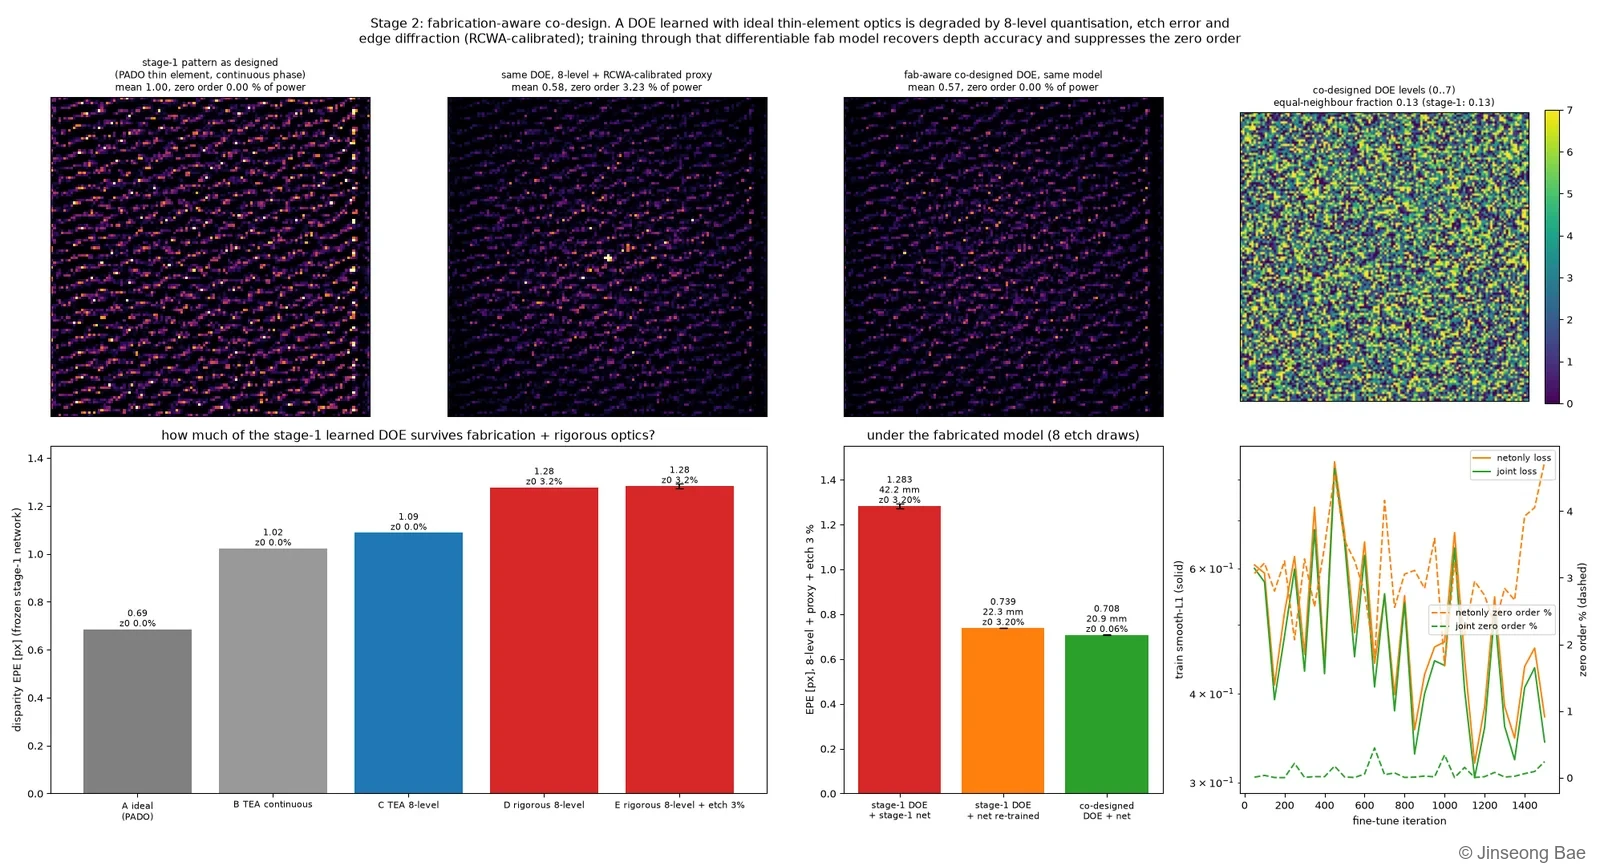 Stage 2: fabrication-aware co-design. A DOE learned with ideal thin-element optics is degraded by 8-level quantisation, etch error and
edge diffraction (RCWA-calibrated); training through that differentiable fab model recovers depth accuracy and suppresses the zero order
stage-1 pattern as designed
(PADO thin element, continuous phase)
mean 1.00, zero order 0.00 % of power
same DOE, 8-level + RCWA-calibrated proxy
mean 0.58, zero order 3.23 % of power
fab-aware co-designed DOE, same model
mean 0.57, zero order 0.00 % of power
co-designed DOE levels (0..7)
equal-neighbour fraction 0.13 (stage-1: 0.13)
7
6
5
4
3
2
1
0
how much of the stage-1 learned DOE survives fabrication + rigorous optics?
disparity EPE [px] (frozen stage-1 network)
1.4
1.2
1.0
0.8
0.6
0.4
0.2
0.0
0.69
z0 0.0%
1.02
z0 0.0%
1.09
z0 0.0%
1.28
z0 3.2%
1.28
z0 3.2%
A ideal
(PADO)
B TEA continuous
C TEA 8-level
D rigorous 8-level
E rigorous 8-level + etch 3%
under the fabricated model (8 etch draws)
EPE [px], 8-level + proxy + etch 3 %
1.4
1.2
1.0
0.8
0.6
0.4
0.2
0.0
1.283
42.2 mm
z0 3.20%
0.739
22.3 mm
z0 3.20%
0.708
20.9 mm
z0 0.06%
stage-1 DOE
+ stage-1 net
stage-1 DOE
+ net re-trained
co-designed
DOE + net
train smooth-L1 (solid)
6 × 10⁻¹
4 × 10⁻¹
3 × 10⁻¹
netonly loss
joint loss
netonly zero order %
joint zero order %
4
3
2
1
0
zero order % (dashed)
0
200
400
600
800
1000
1200
1400
fine-tune iteration
© Jinseong Bae